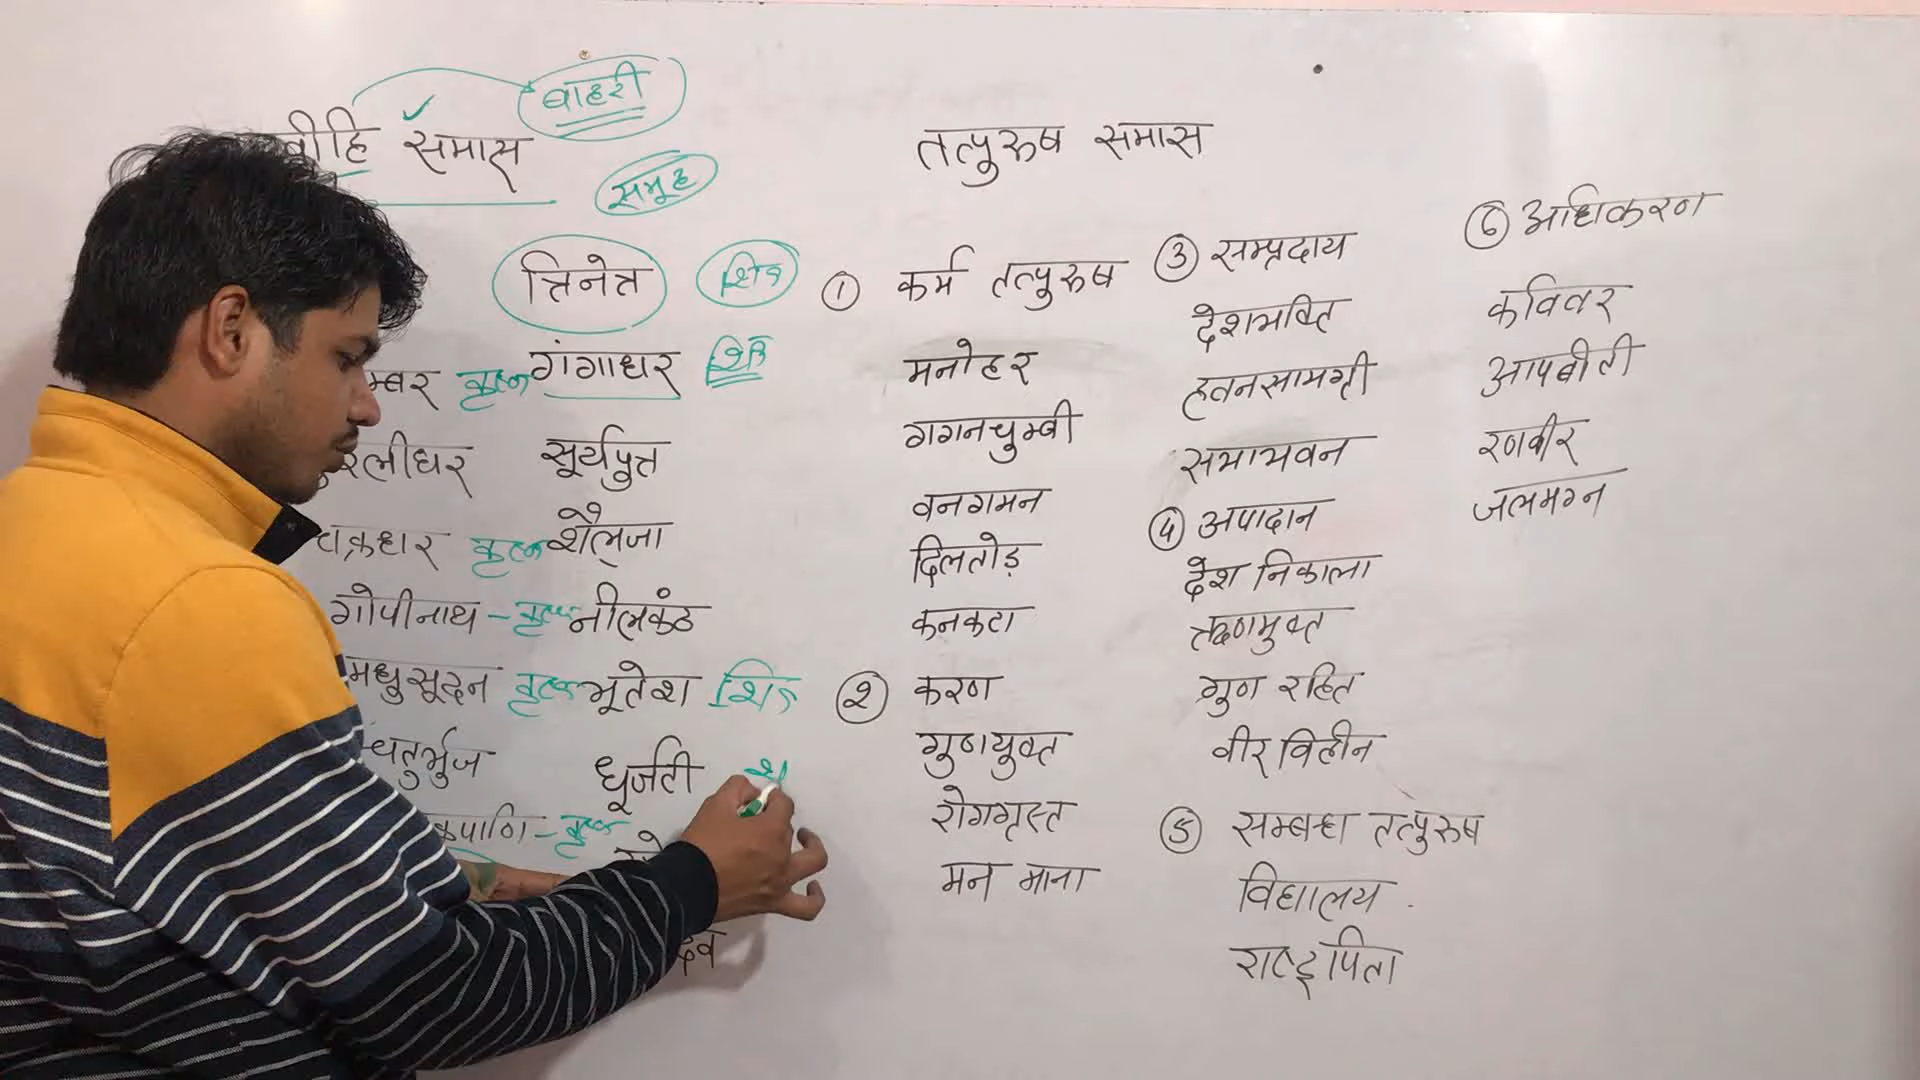 व्रीहि समास
बाहरी
समूह
त्रिनेत्र शिव
म्बर कृष्ण
गंगाधर शिव
रलीधर
सूर्यपुत्र
चक्रधर कृष्ण
शैलजा
गोपीनाथ - कृष्ण
नीलकंठ
मधुसूदन कृष्ण
भूतेश शिव
चतुर्भुज
धूर्जटी
पाणि - कृष्ण
देव
तत्पुरुष समास
① कर्म तत्पुरुष
मनोहर
गगनचुम्बी
वनगमन
दिलतोड़
कनकटा
② करण
गुणयुक्त
रोगग्रस्त
मन माना
③ सम्प्रदाय
देशभक्ति
हवनसामग्री
सभाभवन
④ अपादान
देश निकाला
ऋणमुक्त
गुण रहित
वीर विहीन
⑤ सम्बन्ध तत्पुरुष
विद्यालय
राष्ट्रपिता
⑥ अधिकरण
कविवर
आपबीती
रणवीर
जलमग्न